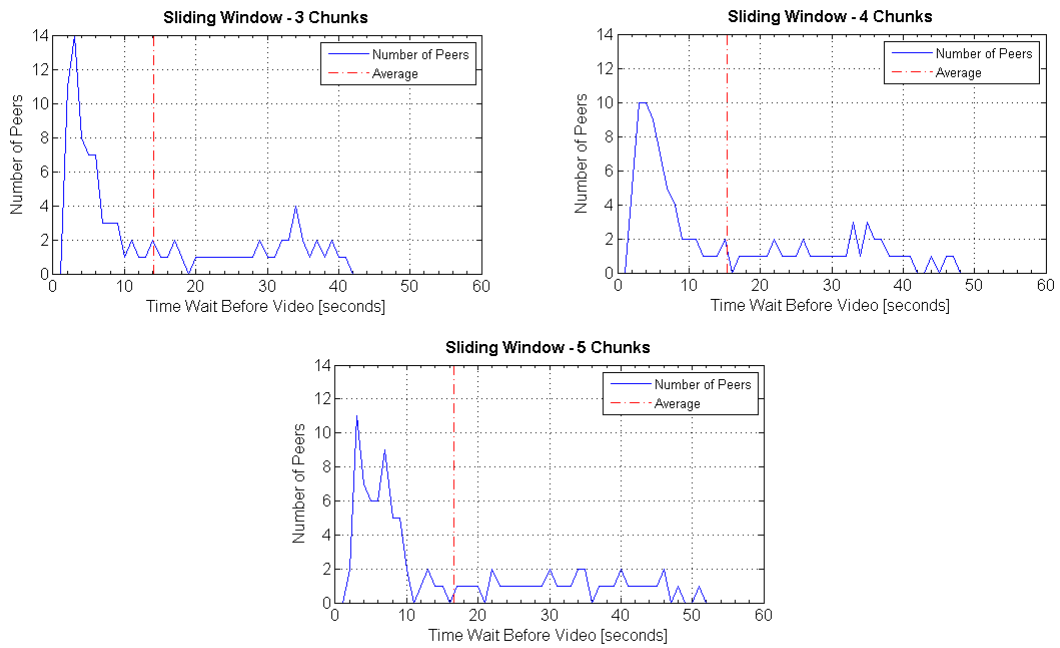 Sliding Window - 3 Chunks
14
12
10
8
6
4
2
0
Number of Peers
Number of Peers
Average
0 10 20 30 40 50 60
Time Wait Before Video [seconds]
Sliding Window - 4 Chunks
14
12
10
8
6
4
2
0
Number of Peers
Number of Peers
Average
0 10 20 30 40 50 60
Time Wait Before Video [seconds]
Sliding Window - 5 Chunks
14
12
10
8
6
4
2
0
Number of Peers
Number of Peers
Average
0 10 20 30 40 50 60
Time Wait Before Video [seconds]